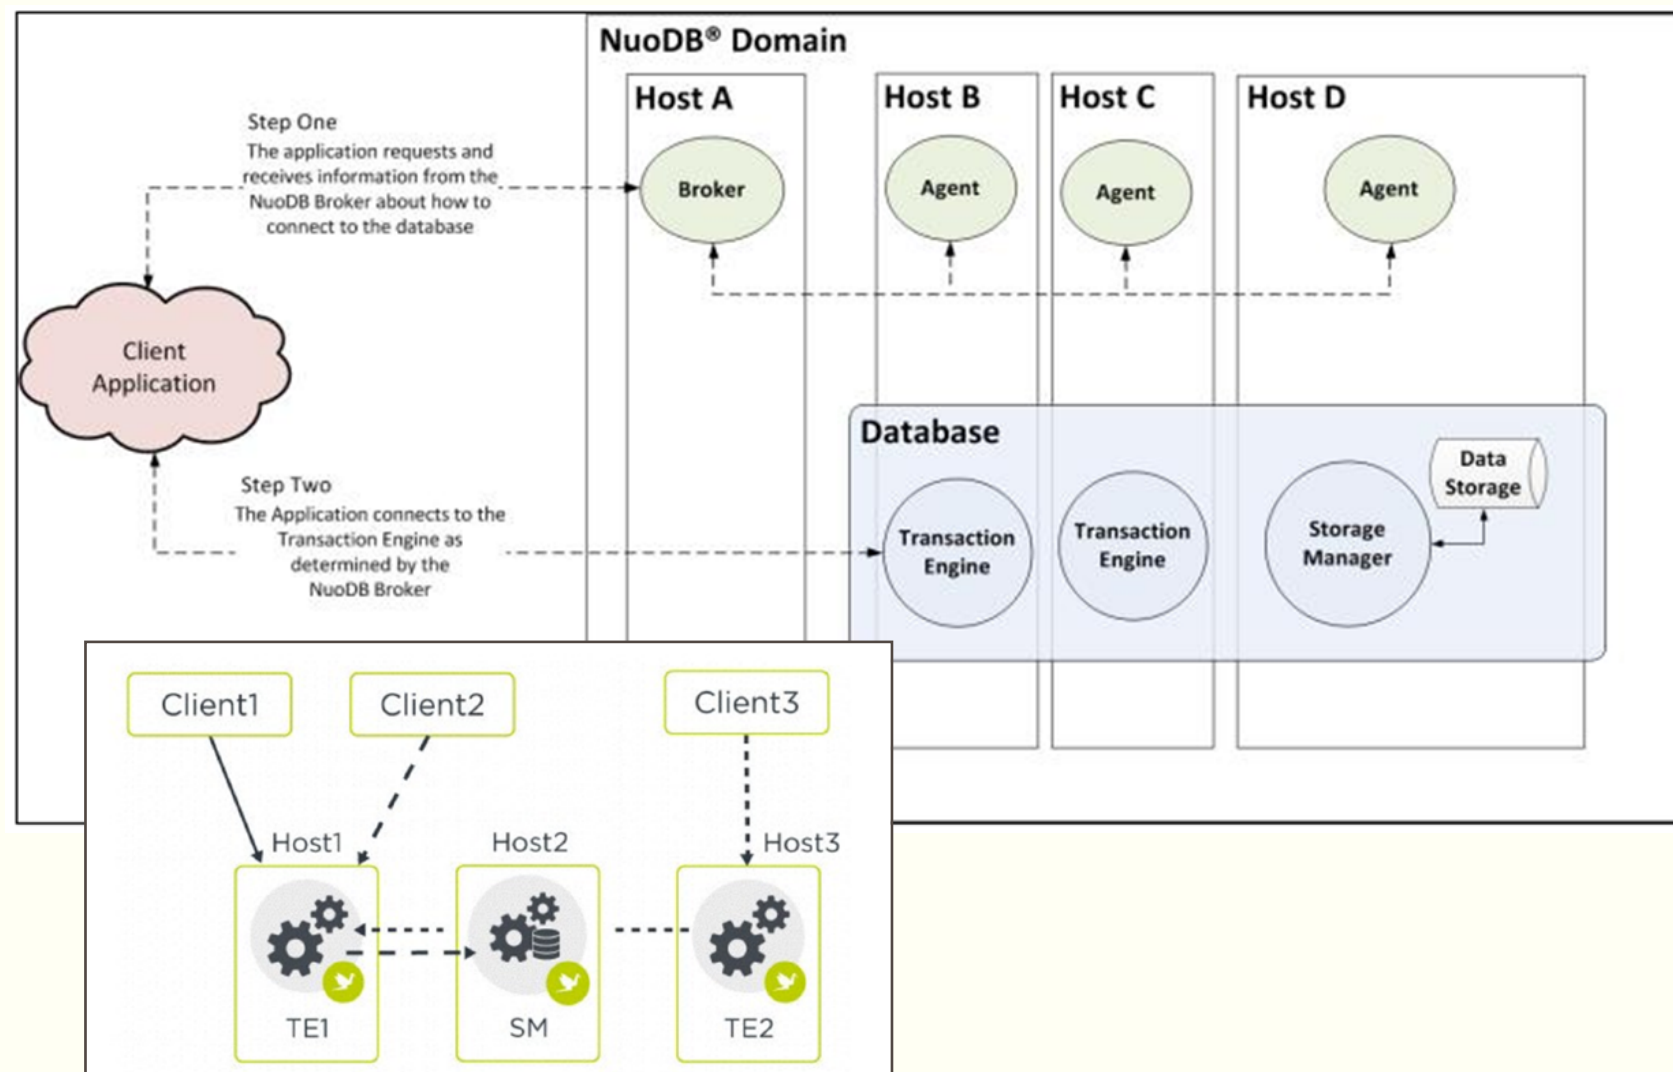 NuoDB® Domain
Host A
Host B
Host C
Host D
Step One
The application requests and
receives information from the
NuoDB Broker about how to
connect to the database
Broker
Agent
Agent
Agent
Client
Application
Database
Data
Storage
Step Two
The Application connects to the
Transaction Engine as
determined by the
NuoDB Broker
Transaction
Engine
Transaction
Engine
Storage
Manager
Client1
Client2
Client3
Host1
Host2
Host3
TE1
SM
TE2